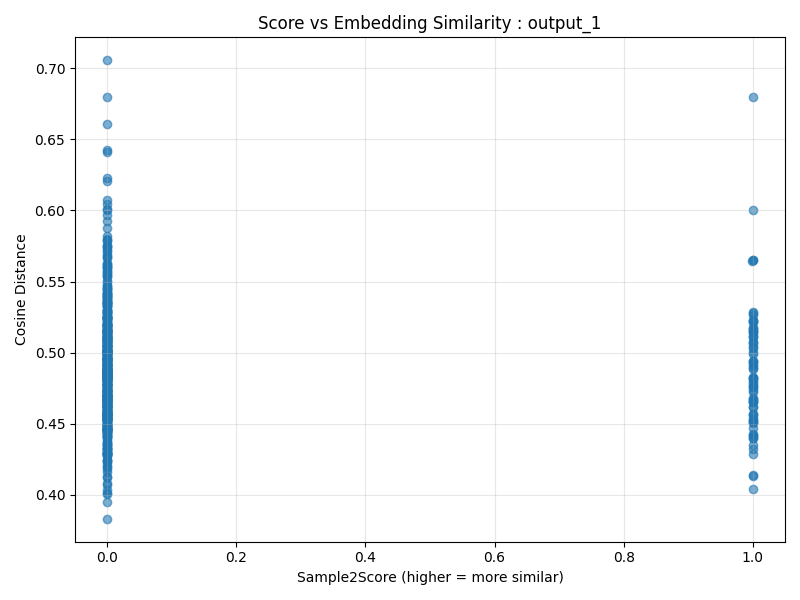 Score vs Embedding Similarity : output_1
Cosine Distance
0.70
0.65
0.60
0.55
0.50
0.45
0.40
0.0 0.2 0.4 0.6 0.8 1.0
Sample2Score (higher = more similar)